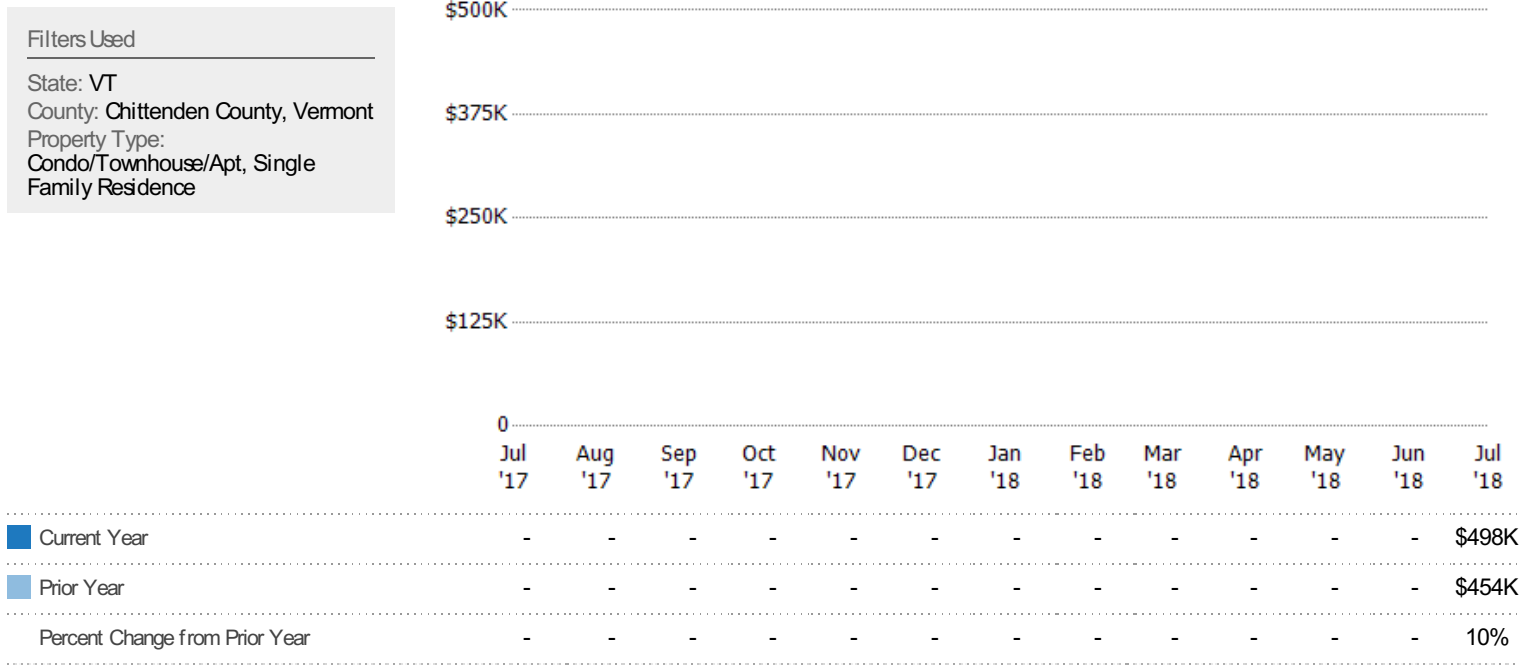 Filters Used
State: VT
County: Chittenden County, Vermont
Property Type:
Condo/Townhouse/Apt, Single
Family Residence
$500K
$375K
$250K
$125K
0
Jul Aug Sep Oct Nov Dec Jan Feb Mar Apr May Jun Jul
'17 '17 '17 '17 '17 '17 '18 '18 '18 '18 '18 '18 '18
Current Year - - - - - - - - - - - - $498K
Prior Year - - - - - - - - - - - - $454K
Percent Change from Prior Year - - - - - - - - - - - - 10%